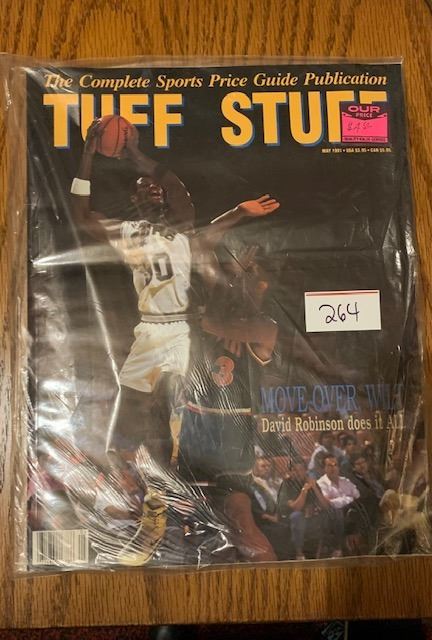 The Complete Sports Price Guide Publication
TUFF STUFF
OUR
PRICE
MAY 1991 • USA $2.95 • CAN $3.95
264
MOVE OVER WILT
David Robinson does it All